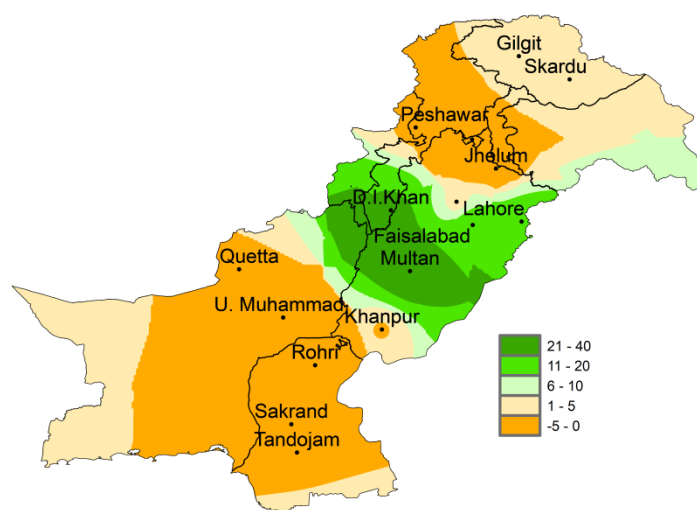 Gilgit
Skardu
Peshawar
Jhelum
D.I.Khan
Lahore
Faisalabad
Multan
Quetta
U. Muhammad
Khanpur
Rohri
Sakrand
Tandojam
21 - 40
11 - 20
6 - 10
1 - 5
-5 - 0